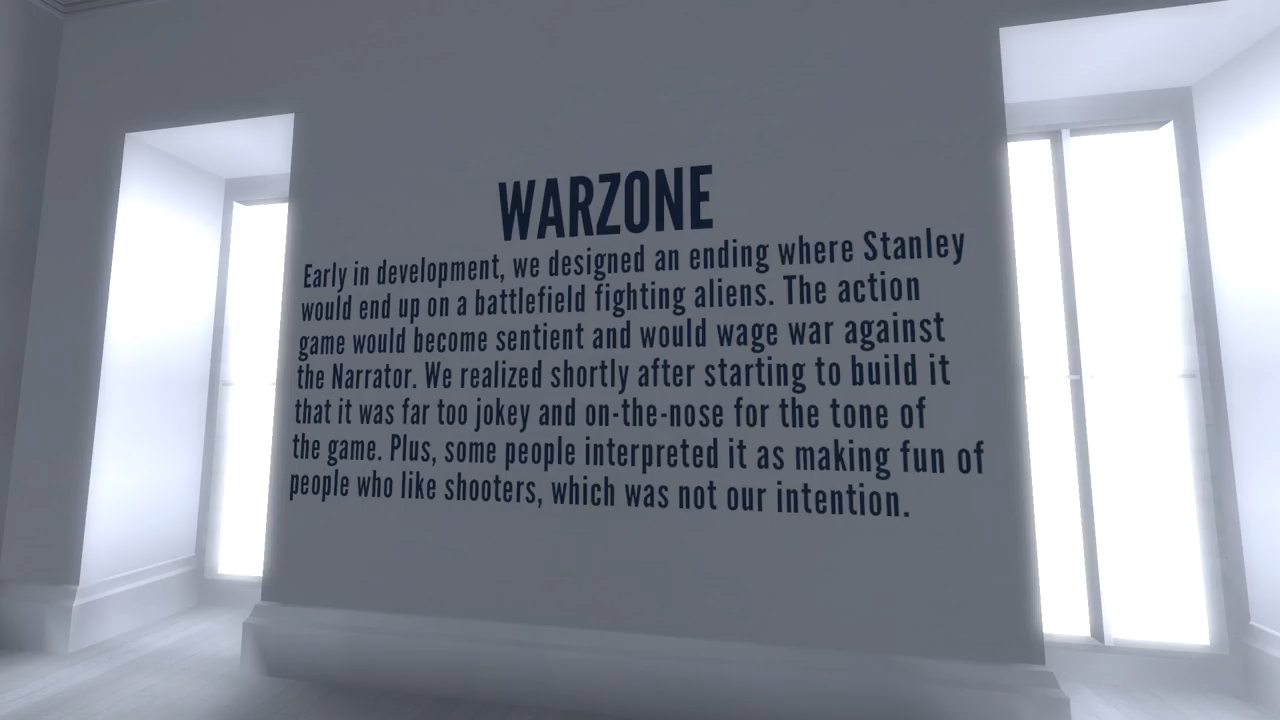 WARZONE
Early in development, we designed an ending where Stanley
would end up on a battlefield fighting aliens. The action
game would become sentient and would wage war against
the Narrator. We realized shortly after starting to build it
that it was far too jokey and on-the-nose for the tone of
the game. Plus, some people interpreted it as making fun of
people who like shooters, which was not our intention.